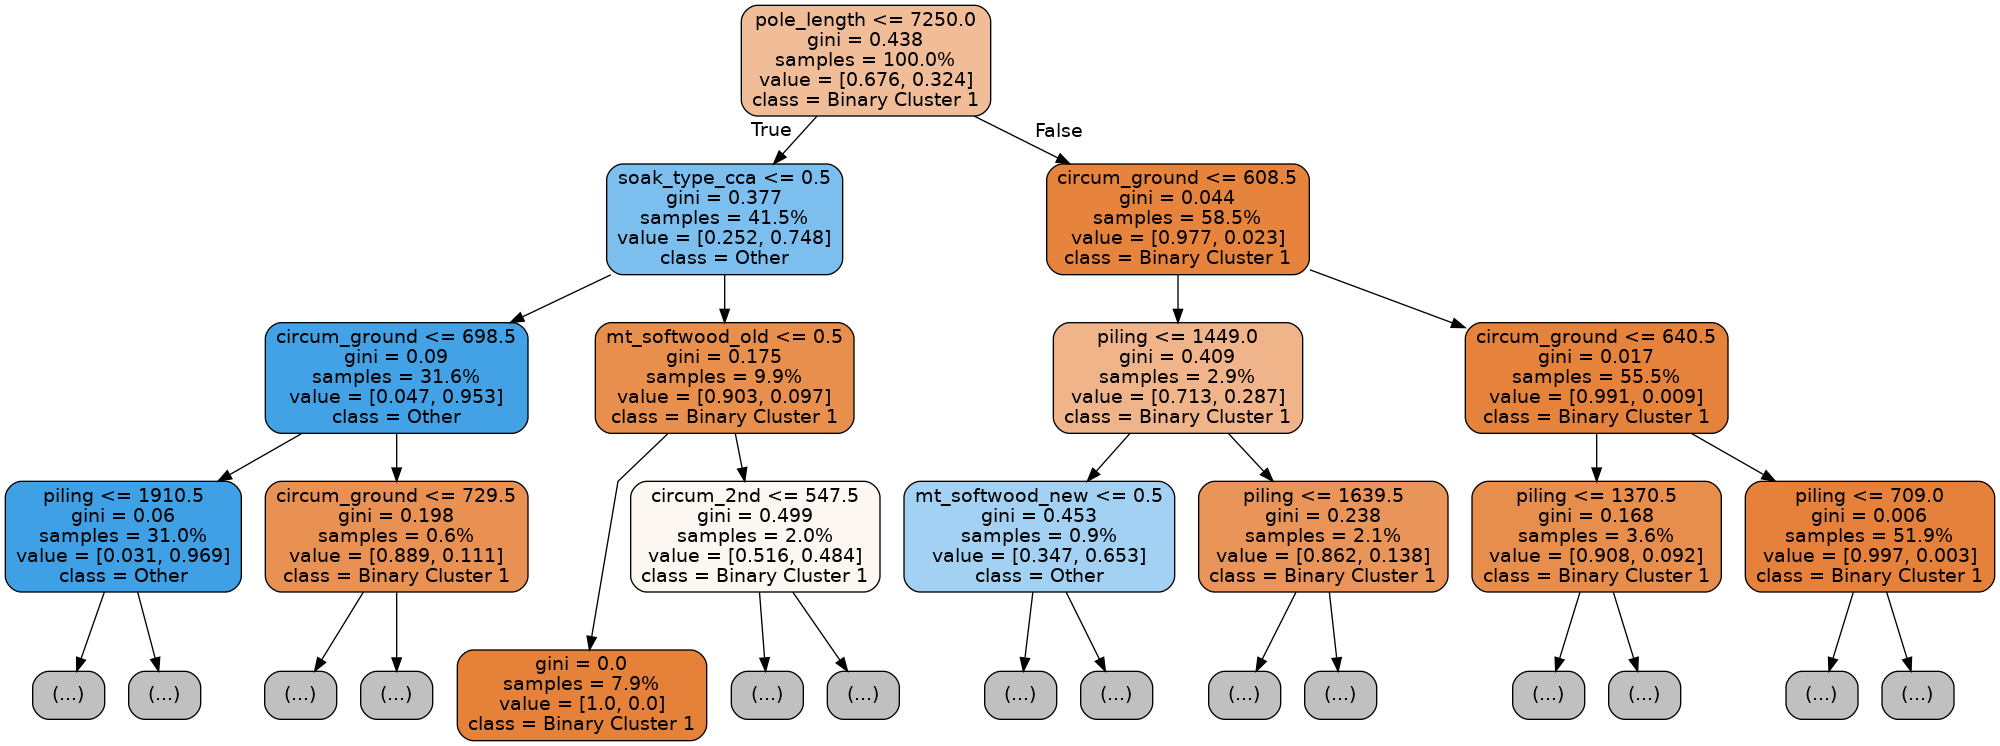 pole_length <= 7250.0
gini = 0.438
samples = 100.0%
value = [0.676, 0.324]
class = Binary Cluster 1
True
False
soak_type_cca <= 0.5
gini = 0.377
samples = 41.5%
value = [0.252, 0.748]
class = Other
circum_ground <= 608.5
gini = 0.044
samples = 58.5%
value = [0.977, 0.023]
class = Binary Cluster 1
circum_ground <= 698.5
gini = 0.09
samples = 31.6%
value = [0.047, 0.953]
class = Other
mt_softwood_old <= 0.5
gini = 0.175
samples = 9.9%
value = [0.903, 0.097]
class = Binary Cluster 1
piling <= 1449.0
gini = 0.409
samples = 2.9%
value = [0.713, 0.287]
class = Binary Cluster 1
circum_ground <= 640.5
gini = 0.017
samples = 55.5%
value = [0.991, 0.009]
class = Binary Cluster 1
piling <= 1910.5
gini = 0.06
samples = 31.0%
value = [0.031, 0.969]
class = Other
circum_ground <= 729.5
gini = 0.198
samples = 0.6%
value = [0.889, 0.111]
class = Binary Cluster 1
circum_2nd <= 547.5
gini = 0.499
samples = 2.0%
value = [0.516, 0.484]
class = Binary Cluster 1
mt_softwood_new <= 0.5
gini = 0.453
samples = 0.9%
value = [0.347, 0.653]
class = Other
piling <= 1639.5
gini = 0.238
samples = 2.1%
value = [0.862, 0.138]
class = Binary Cluster 1
piling <= 1370.5
gini = 0.168
samples = 3.6%
value = [0.908, 0.092]
class = Binary Cluster 1
piling <= 709.0
gini = 0.006
samples = 51.9%
value = [0.997, 0.003]
class = Binary Cluster 1
(...)
(...)
(...)
(...)
gini = 0.0
samples = 7.9%
value = [1.0, 0.0]
class = Binary Cluster 1
(...)
(...)
(...)
(...)
(...)
(...)
(...)
(...)
(...)
(...)